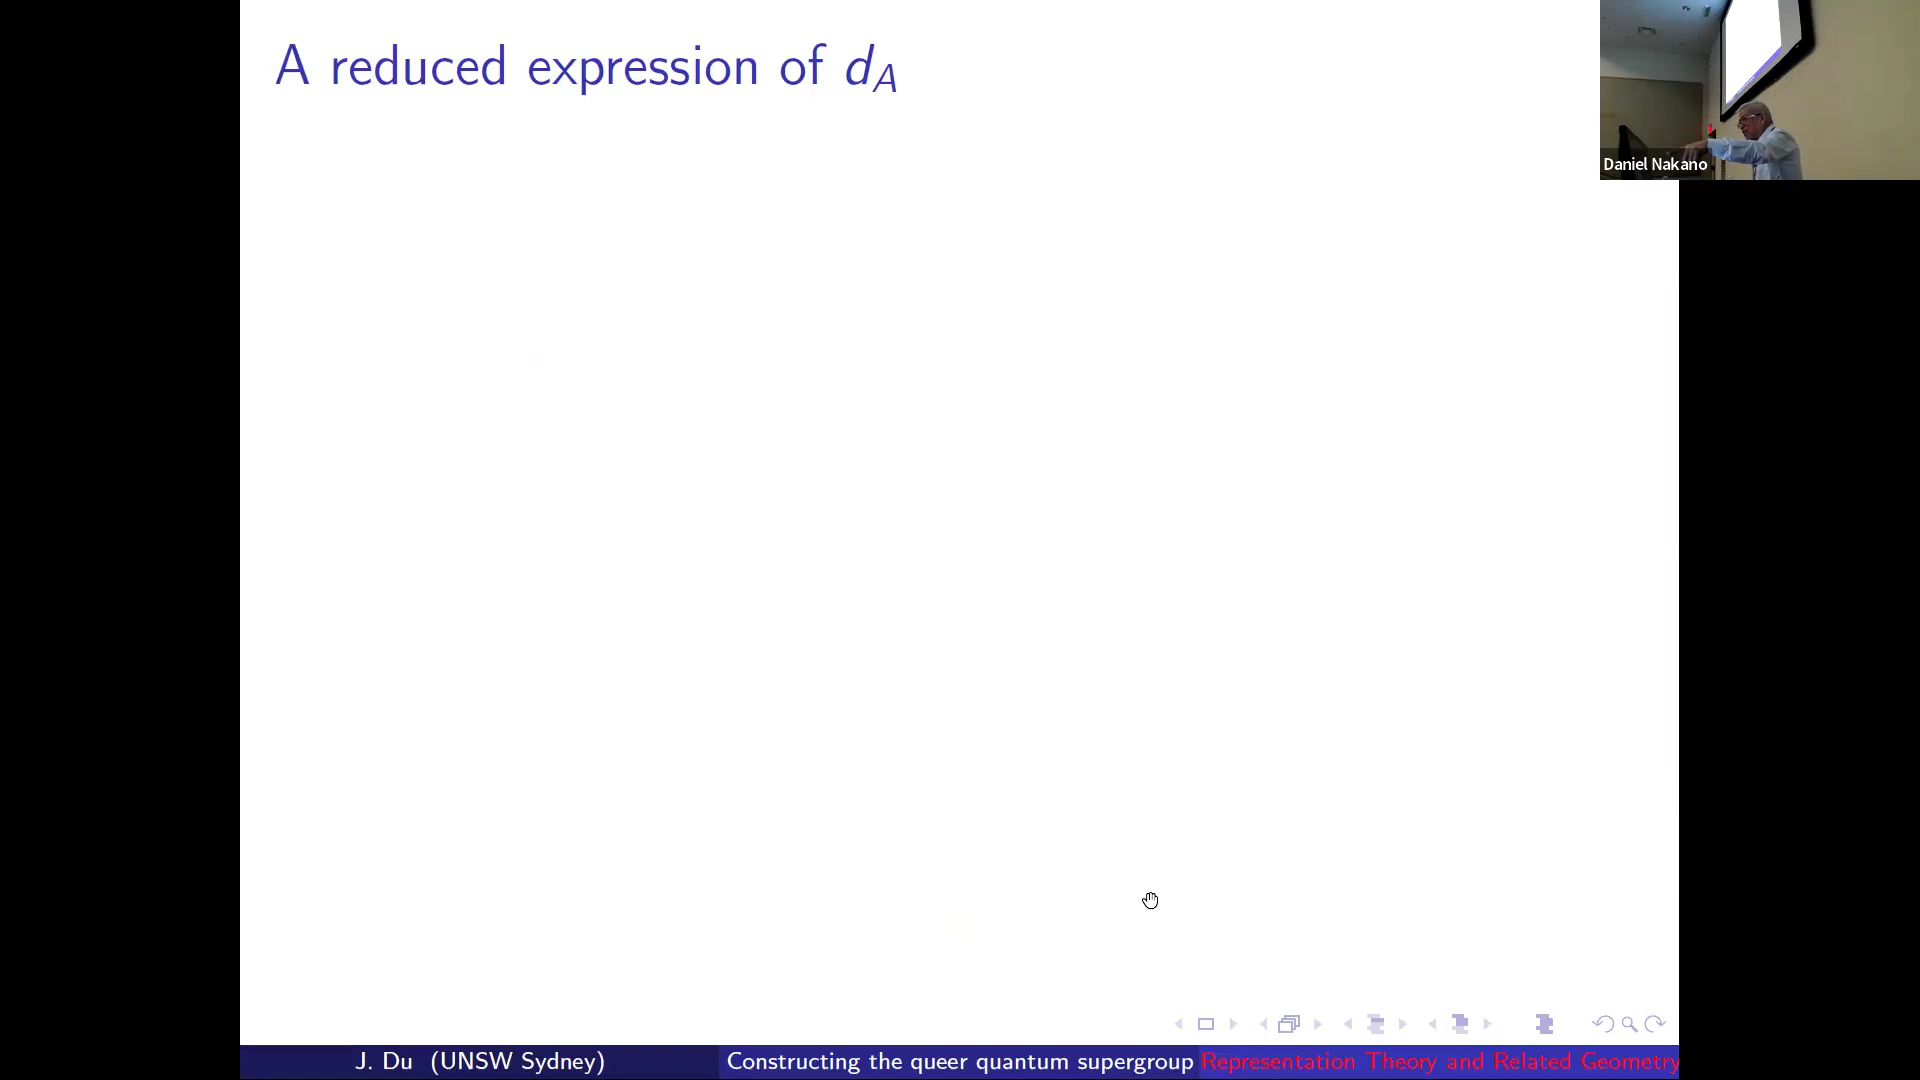 A reduced expression of d_A
Daniel Nakano
J. Du (UNSW Sydney)
Constructing the queer quantum supergroup
Representation Theory and Related Geometry